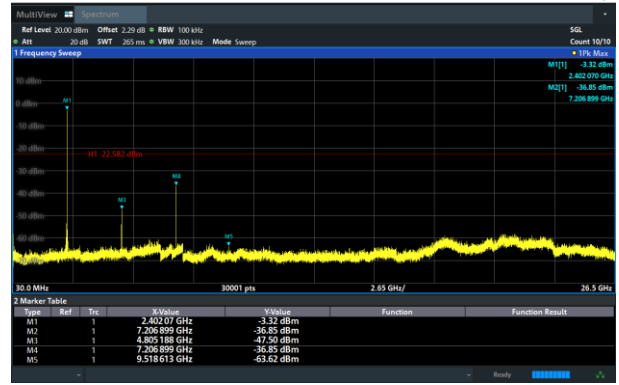 MultiView Spectrum
Ref Level 20.00 dBm Offset 2.29 dB RBW 100 kHz SGL
Att 20 dB SWT 265 ms VBW 300 kHz Mode Sweep Count 10/10
1 Frequency Sweep 1Pk Max
M1[1] -3.32 dBm
2.402 070 GHz
10 dBm
M2[1] -36.85 dBm
7.206 899 GHz
0 dBm
M1
-10 dBm
-20 dBm
H1 -22.582 dBm
-30 dBm
M4
-40 dBm
M3
-50 dBm
M5
-60 dBm
30.0 MHz 30001 pts 2.65 GHz/ 26.5 GHz
2 Marker Table
Type Ref Trc X-Value Y-Value Function Function Result
M1 1 2.402 07 GHz -3.32 dBm
M2 1 7.206 899 GHz -36.85 dBm
M3 1 4.805 188 GHz -47.50 dBm
M4 1 7.206 899 GHz -36.85 dBm
M5 1 9.518 613 GHz -63.62 dBm
Ready